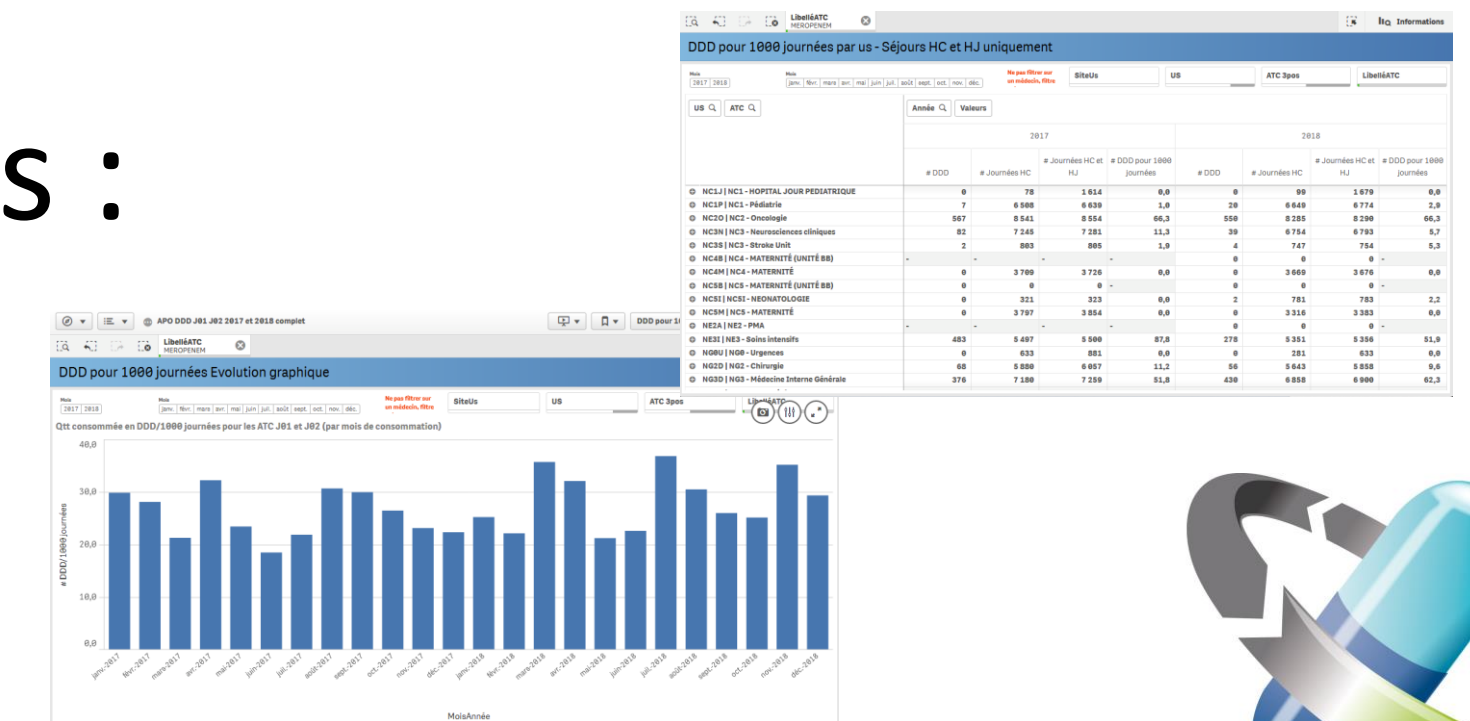 s :
LibelléATC
MEROPENEM
Informations
DDD pour 1000 journées par us - Séjours HC et HJ uniquement
Mois
2017 2018
Mois
janv. févr. mars avr. mai juin juil. août sept. oct. nov. déc.
Ne pas filtrer sur
un médecin, filtre
SiteUs
US
ATC 3pos
LibelléATC
US ATC Année Valeurs
2017 2018
# DDD # Journées HC # Journées HC et HJ # DDD pour 1000 journées # DDD # Journées HC # Journées HC et HJ # DDD pour 1000 journées
NC1J | NC1 - HOPITAL JOUR PEDIATRIQUE 0 78 1 614 0,0 0 99 1 679 0,0
NC1P | NC1 - Pédiatrie 7 6 508 6 639 1,0 20 6 649 6 774 2,9
NC2O | NC2 - Oncologie 567 8 541 8 554 66,3 550 8 285 8 290 66,3
NC3N | NC3 - Neurosciences cliniques 82 7 245 7 281 11,3 39 6 754 6 793 5,7
NC3S | NC3 - Stroke Unit 2 803 805 1,9 4 747 754 5,3
NC4B | NC4 - MATERNITÉ (UNITÉ BB) - - - - 0 0 0 -
NC4M | NC4 - MATERNITÉ 0 3 709 3 726 0,0 0 3 669 3 676 0,0
NC5B | NC5 - MATERNITÉ (UNITÉ BB) 0 0 0 - 0 0 0 -
NC5I | NC5I - NEONATOLOGIE 0 321 323 0,0 2 781 783 2,2
NC5M | NC5 - MATERNITÉ 0 3 797 3 854 0,0 0 3 316 3 383 0,0
NE2A | NE2 - PMA - - - - 0 0 0 -
NE3I | NE3 - Soins intensifs 483 5 497 5 500 87,8 278 5 351 5 356 51,9
NG0U | NG0 - Urgences 0 633 881 0,0 0 281 633 0,0
NG2D | NG2 - Chirurgie 68 5 880 6 057 11,2 56 5 643 5 858 9,6
NG3D | NG3 - Médecine Interne Générale 376 7 180 7 259 51,8 430 6 858 6 900 62,3
APO DDD J01 J02 2017 et 2018 complet
DDD pour 1
LibelléATC
MEROPENEM
DDD pour 1000 journées Evolution graphique
Mois
2017 2018
Mois
janv. févr. mars avr. mai juin juil. août sept. oct. nov. déc.
Ne pas filtrer sur
un médecin, filtre
SiteUs
US
ATC 3pos
LibelléATC
Qtt consommée en DDD/1000 journées pour les ATC J01 et J02 (par mois de consommation)
# DDD/1000 journées
40,0
30,0
20,0
10,0
0,0
janv.-2017 févr.-2017 mars-2017 avr.-2017 mai-2017 juin-2017 juil.-2017 août-2017 sept.-2017 oct.-2017 nov.-2017 déc.-2017 janv.-2018 févr.-2018 mars-2018 avr.-2018 mai-2018 juin-2018 juil.-2018 août-2018 sept.-2018 oct.-2018 nov.-2018 déc.-2018
MoisAnnée